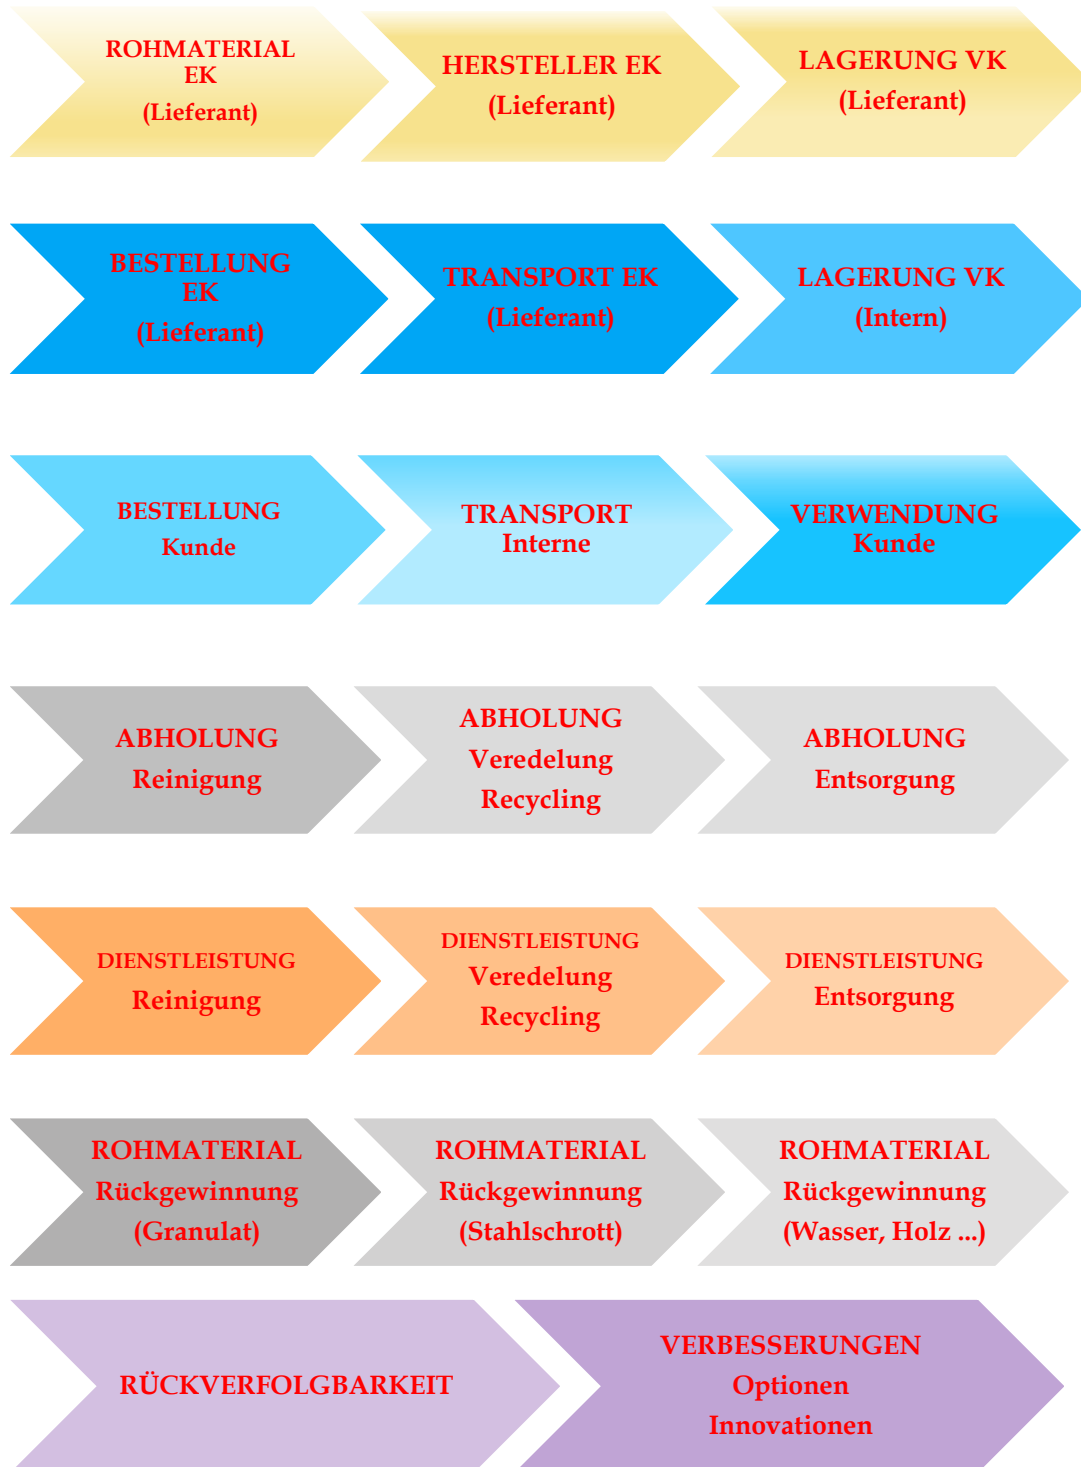 ROHMATERIAL
EK
(Lieferant)
HERSTELLER EK
(Lieferant)
LAGERUNG VK
(Lieferant)
BESTELLUNG
EK
(Lieferant)
TRANSPORT EK
(Lieferant)
LAGERUNG VK
(Intern)
BESTELLUNG
Kunde
TRANSPORT
Interne
VERWENDUNG
Kunde
ABHOLUNG
Reinigung
ABHOLUNG
Veredelung
Recycling
ABHOLUNG
Entsorgung
DIENSTLEISTUNG
Reinigung
DIENSTLEISTUNG
Veredelung
Recycling
DIENSTLEISTUNG
Entsorgung
ROHMATERIAL
Rückgewinnung
(Granulat)
ROHMATERIAL
Rückgewinnung
(Stahlschrott)
ROHMATERIAL
Rückgewinnung
(Wasser, Holz ...)
RÜCKVERFOLGBARKEIT
VERBESSERUNGEN
Optionen
Innovationen